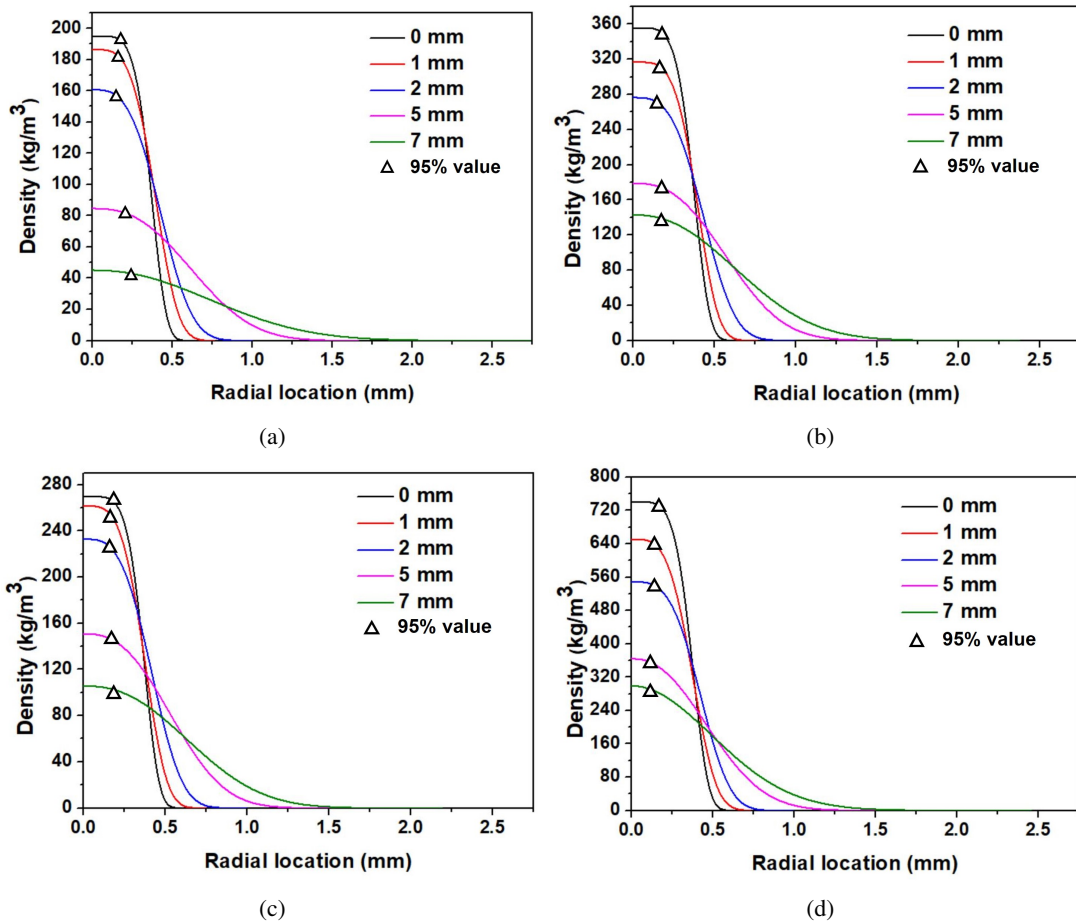 200
180
160
140
120
100
80
60
40
20
0
Density (kg/m³)
0 mm
1 mm
2 mm
5 mm
7 mm
95% value
0.0 0.5 1.0 1.5 2.0 2.5
Radial location (mm)
(a)
360
320
280
240
200
160
120
80
40
0
Density (kg/m³)
0 mm
1 mm
2 mm
5 mm
7 mm
95% value
0.0 0.5 1.0 1.5 2.0 2.5
Radial location (mm)
(b)
280
240
200
160
120
80
40
0
Density (kg/m³)
0 mm
1 mm
2 mm
5 mm
7 mm
95% value
0.0 0.5 1.0 1.5 2.0 2.5
Radial location (mm)
(c)
800
720
640
560
480
400
320
240
160
80
0
Density (kg/m³)
0 mm
1 mm
2 mm
5 mm
7 mm
95% value
0.0 0.5 1.0 1.5 2.0 2.5
Radial location (mm)
(d)